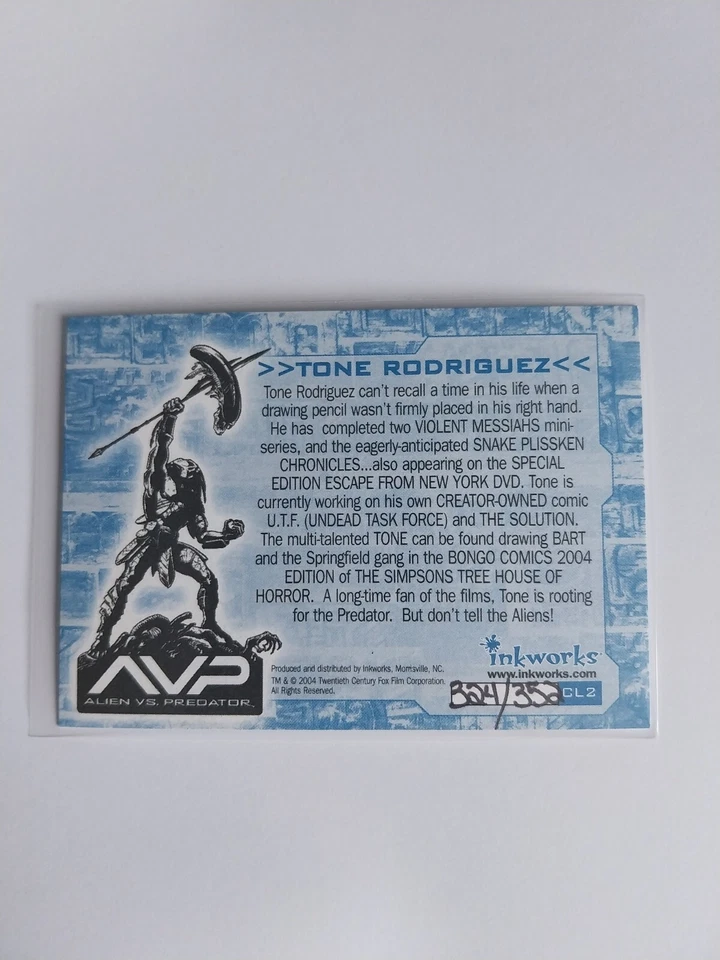 >>TONE RODRIGUEZ<<
Tone Rodriguez can't recall a time in his life when a
drawing pencil wasn't firmly placed in his right hand.
He has completed two VIOLENT MESSIAHS mini-
series, and the eagerly-anticipated SNAKE PLISSKEN
CHRONICLES...also appearing on the SPECIAL
EDITION ESCAPE FROM NEW YORK DVD. Tone is
currently working on his own CREATOR-OWNED comic
U.T.F. (UNDEAD TASK FORCE) and THE SOLUTION.
The multi-talented TONE can be found drawing BART
and the Springfield gang in the BONGO COMICS 2004
EDITION of THE SIMPSONS TREE HOUSE OF
HORROR. A long-time fan of the films, Tone is rooting
for the Predator. But don't tell the Aliens!
AVP
ALIEN VS. PREDATOR™
Produced and distributed by Inkworks, Morrisville, NC.
TM & © 2004 Twentieth Century Fox Film Corporation.
All Rights Reserved.
inkworks
www.inkworks.com
324/352
CL2